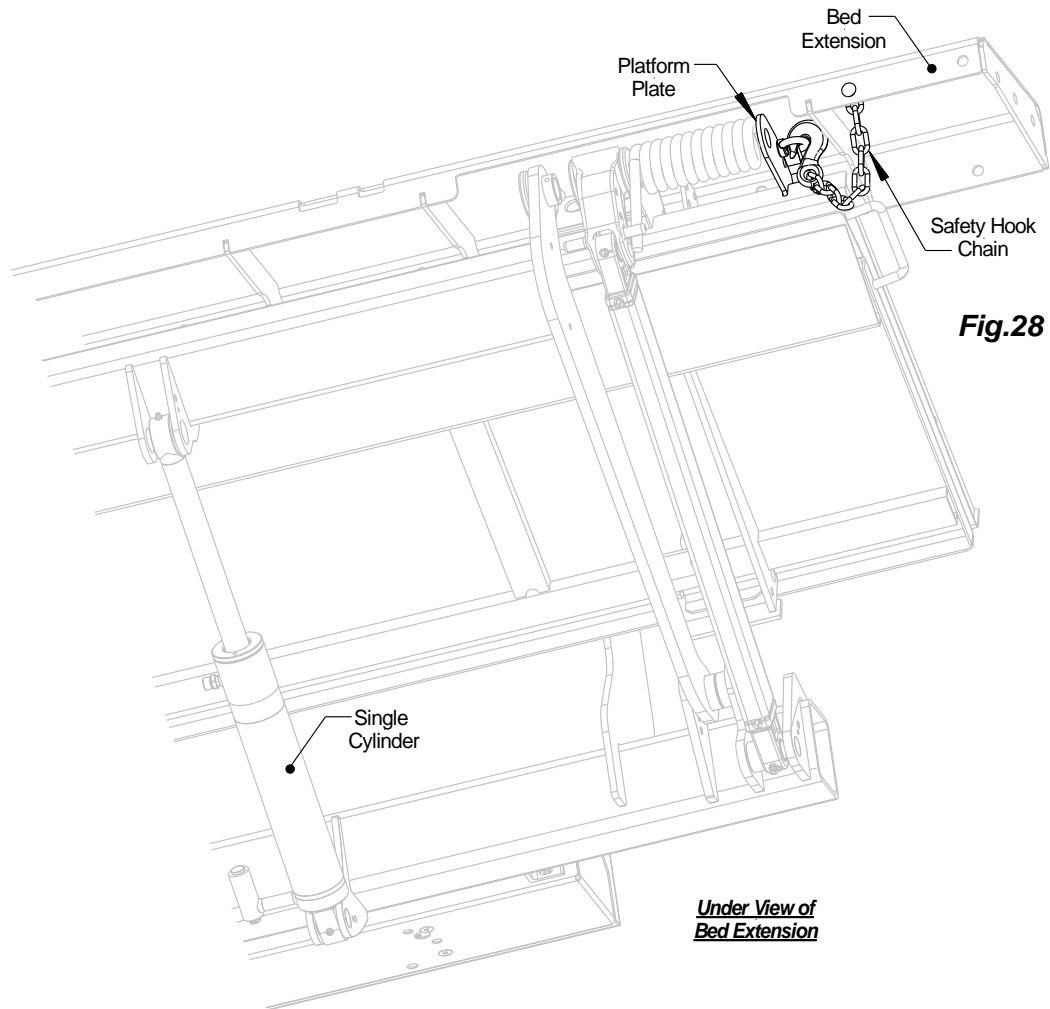 Bed
Extension
Platform
Plate
Safety Hook
Chain
Fig.28
Single
Cylinder
Under View of
Bed Extension